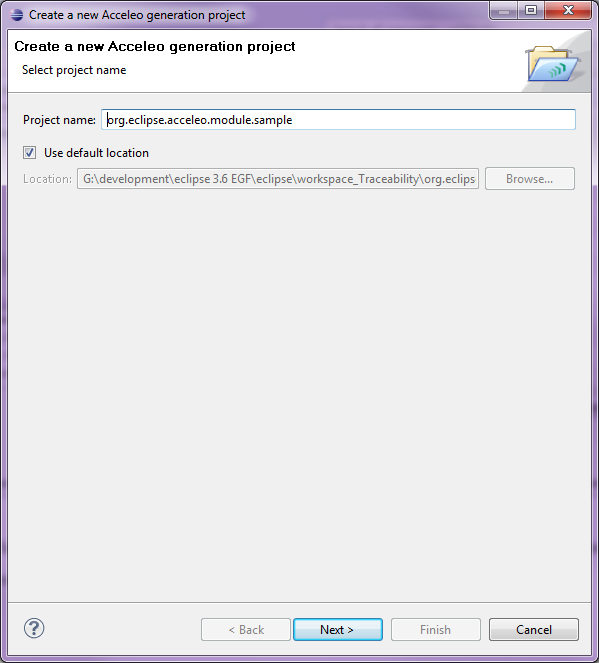 Create a new Acceleo generation project
Create a new Acceleo generation project
Select project name
Project name: org.eclipse.acceleo.module.sample
Use default location
Location: G:\development\eclipse 3.6 EGF\eclipse\workspace_Traceability\org.eclips Browse...
? < Back Next > Finish Cancel